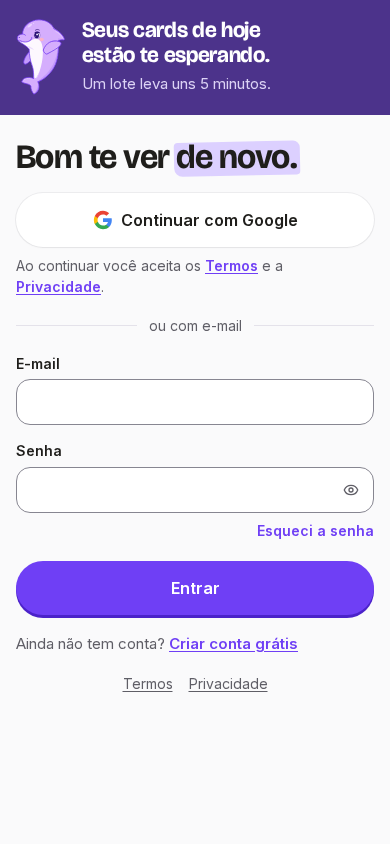 Seus cards de hoje
estão te esperando.
Um lote leva uns 5 minutos.
Bom te ver de novo.
Continuar com Google
Ao continuar você aceita os Termos e a
Privacidade.
ou com e-mail
E-mail
Senha
Esqueci a senha
Entrar
Ainda não tem conta? Criar conta grátis
Termos Privacidade